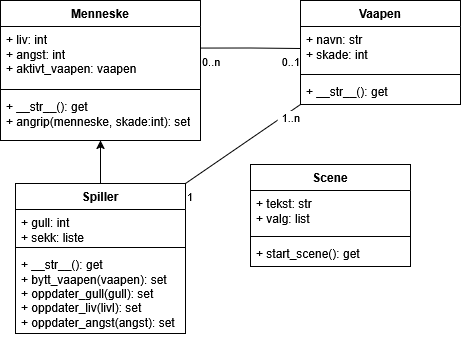 Menneske
+ liv: int
+ angst: int
+ aktivt_vaapen: vaapen
+ __str__(): get
+ angrip(menneske, skade:int): set
0..n
0..1
Vaapen
+ navn: str
+ skade: int
+ __str__(): get
1..n
1
Spiller
+ gull: int
+ sekk: liste
+ __str__(): get
+ bytt_vaapen(vaapen): set
+ oppdater_gull(gull): set
+ oppdater_liv(livl): set
+ oppdater_angst(angst): set
Scene
+ tekst: str
+ valg: list
+ start_scene(): get